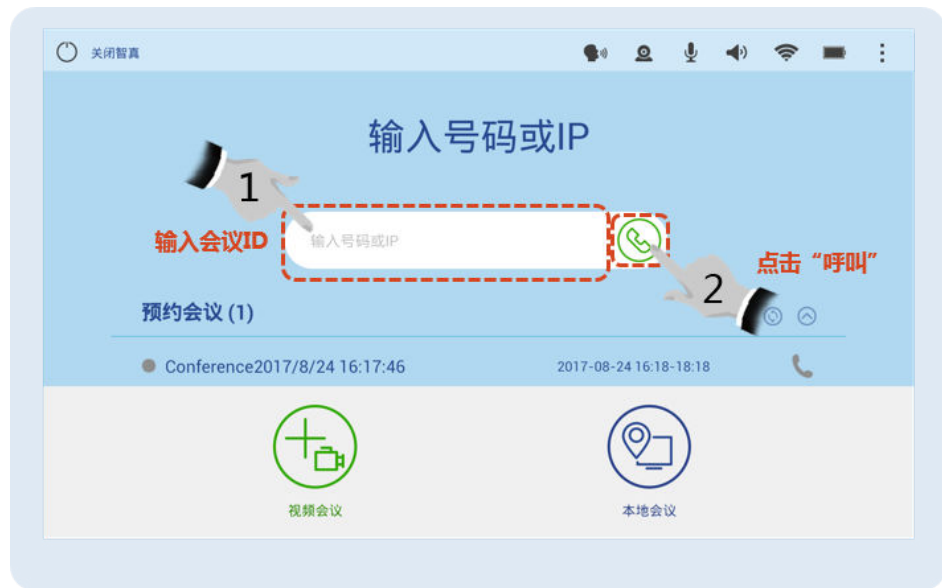 关闭智真
输入号码或IP
1
输入会议ID
输入号码或IP
2
点击“呼叫”
预约会议 (1)
Conference2017/8/24 16:17:46
2017-08-24 16:18-18:18
视频会议
本地会议